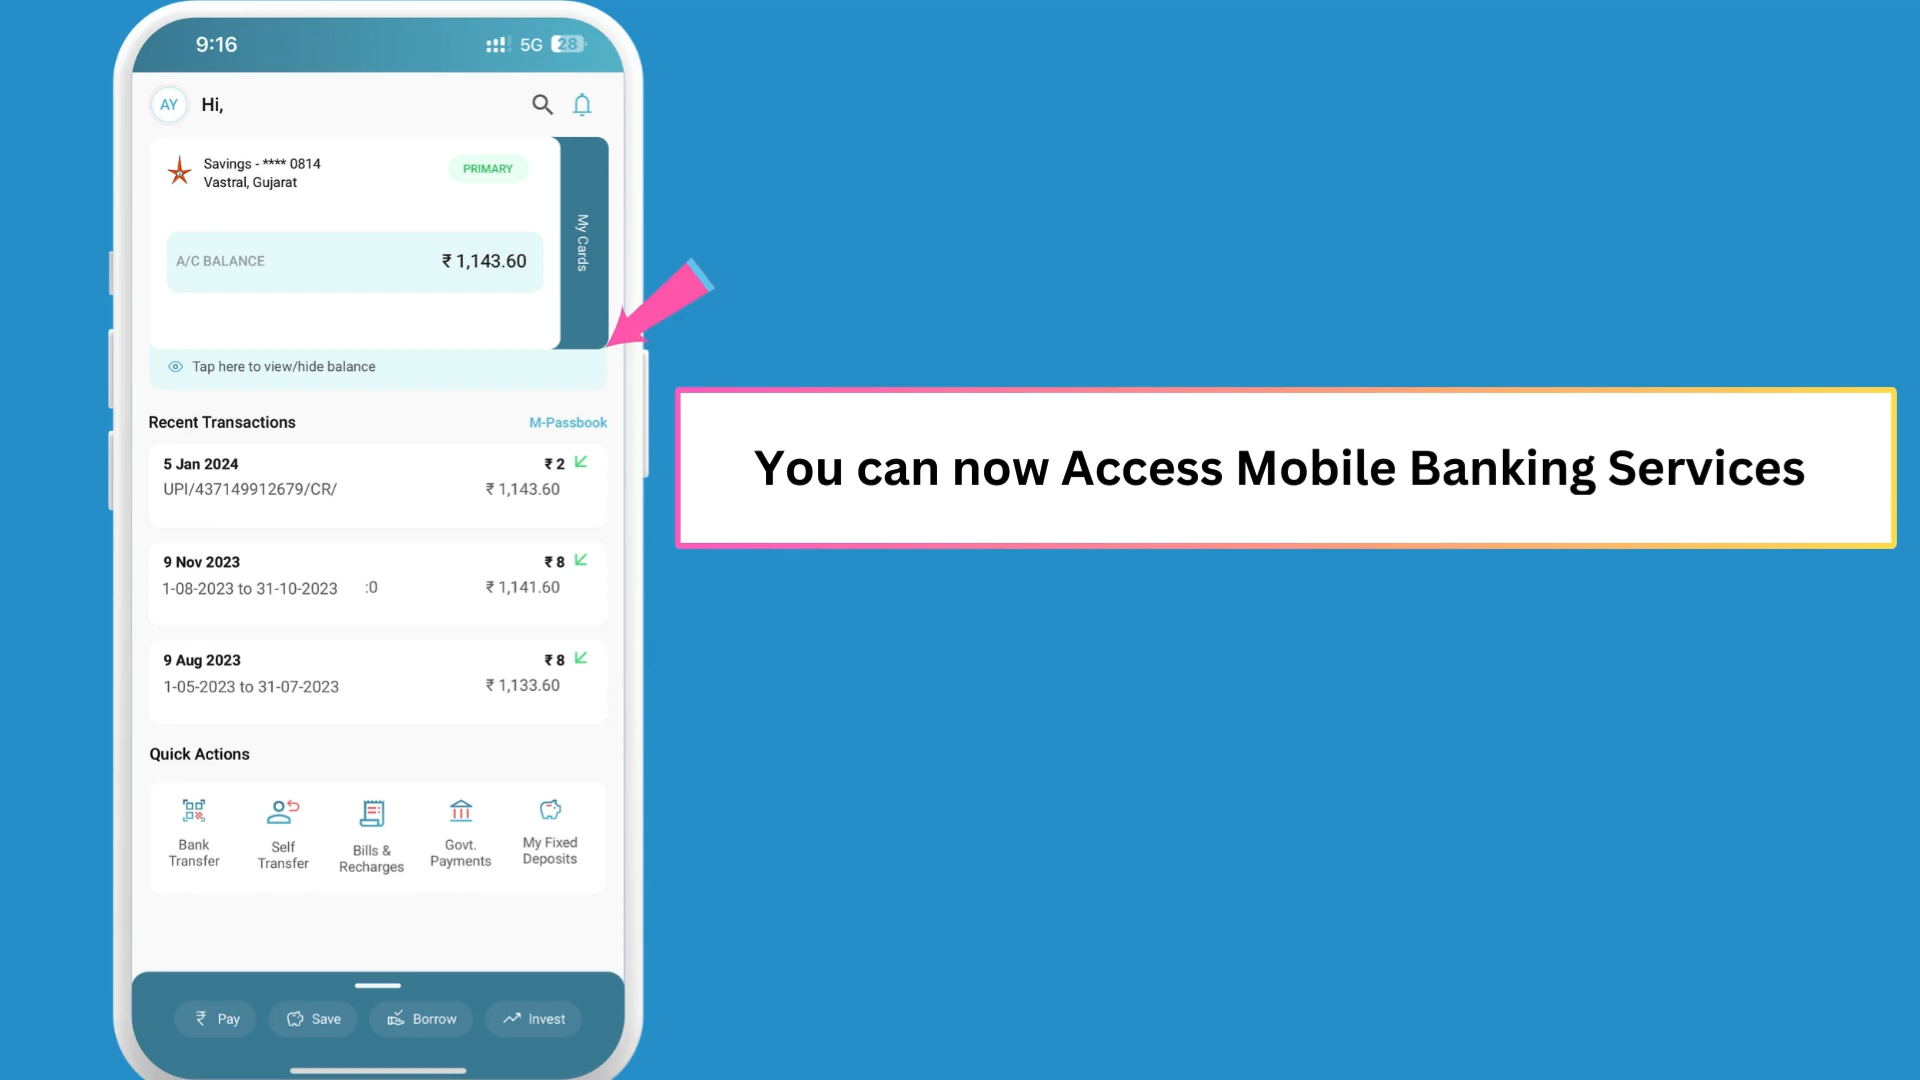 9:16
5G 28
AY Hi,
Savings - **** 0814
PRIMARY
Vastral, Gujarat
My Cards
A/C BALANCE ₹ 1,143.60
Tap here to view/hide balance
Recent Transactions M-Passbook
5 Jan 2024 ₹ 2
UPI/437149912679/CR/ ₹ 1,143.60
9 Nov 2023 ₹ 8
1-08-2023 to 31-10-2023 :0 ₹ 1,141.60
9 Aug 2023 ₹ 8
1-05-2023 to 31-07-2023 ₹ 1,133.60
Quick Actions
Bank
Transfer
Self
Transfer
Bills &
Recharges
Govt.
Payments
My Fixed
Deposits
₹ Pay
Save
Borrow
Invest
You can now Access Mobile Banking Services